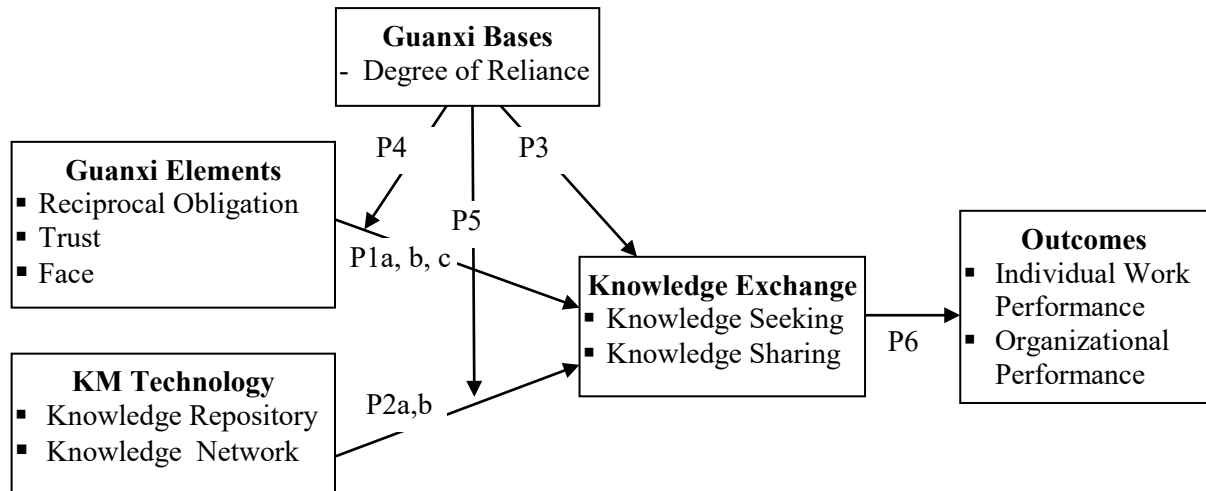 Guanxi Bases
- Degree of Reliance
P4
P3
Guanxi Elements
▪ Reciprocal Obligation
▪ Trust
▪ Face
P5
P1a, b, c
Knowledge Exchange
▪ Knowledge Seeking
▪ Knowledge Sharing
P6
Outcomes
▪ Individual Work
Performance
▪ Organizational
Performance
KM Technology
▪ Knowledge Repository
▪ Knowledge Network
P2a,b